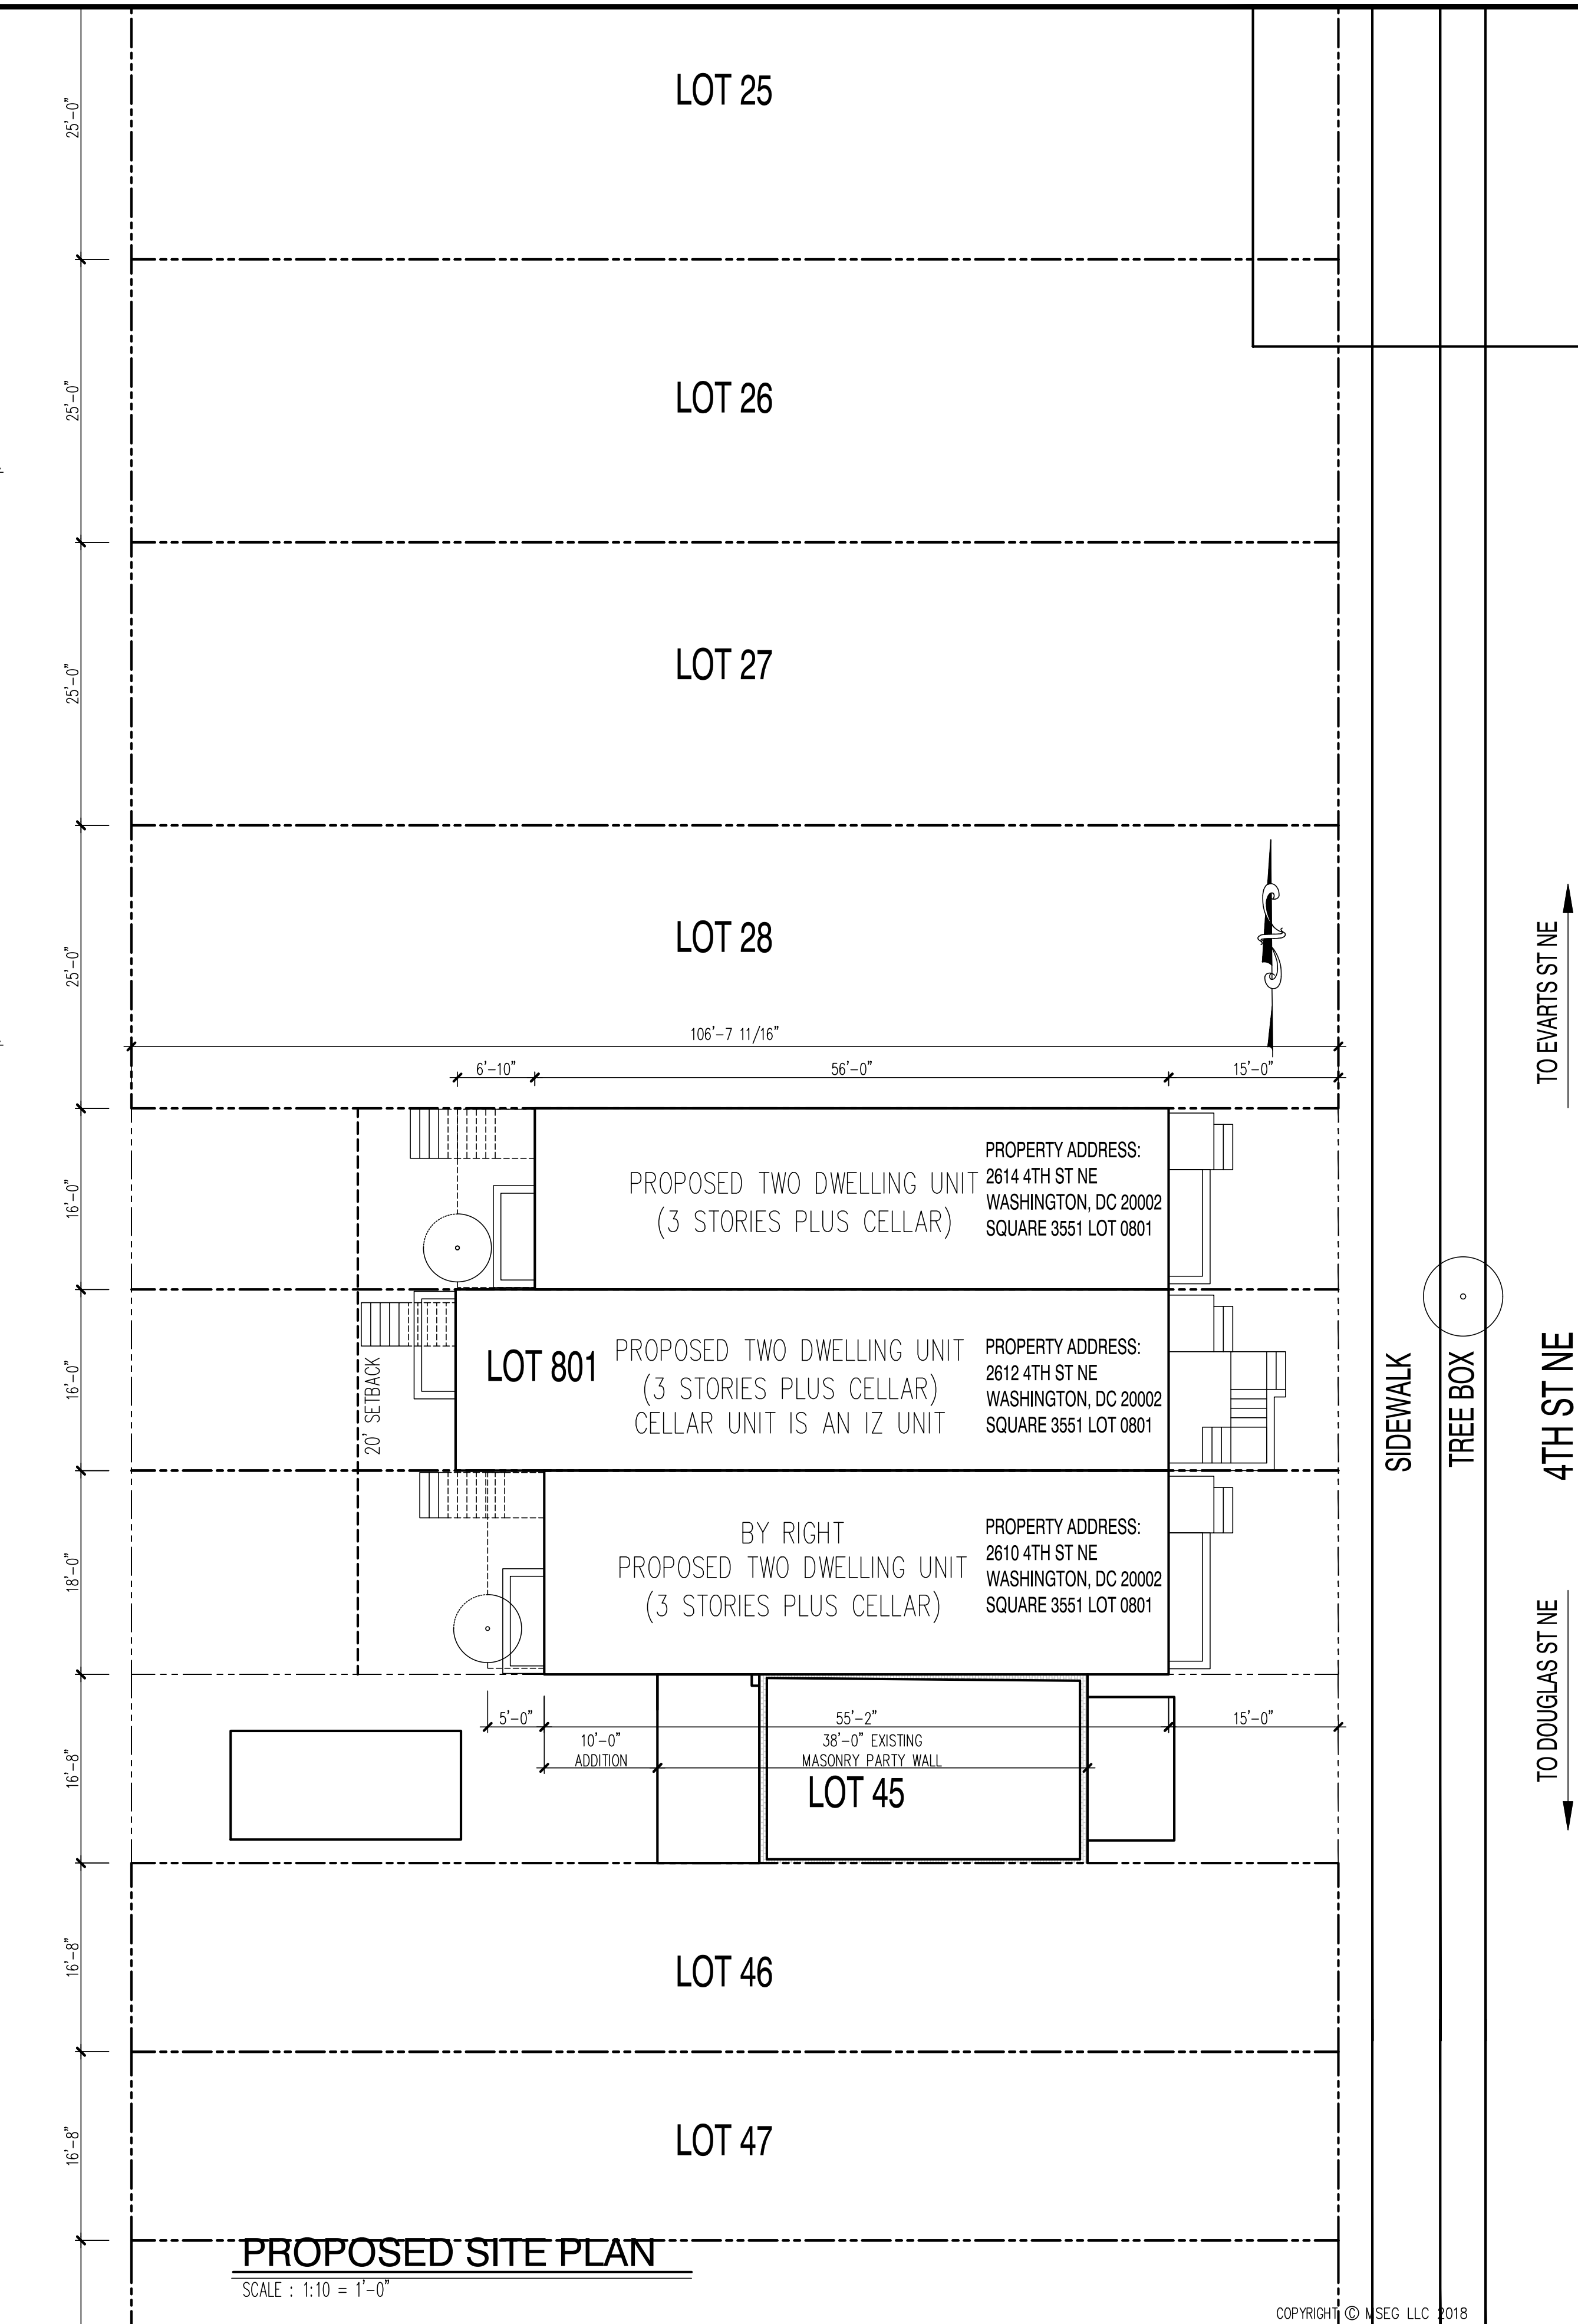 LOT 25
25'-0"
LOT 26
25'-0"
LOT 27
25'-0"
LOT 28
25'-0"
TO EVARTS ST NE
106'-7 11/16"
6'-10"
56'-0"
15'-0"
16'-0"
PROPOSED TWO DWELLING UNIT
(3 STORIES PLUS CELLAR)
PROPERTY ADDRESS:
2614 4TH ST NE
WASHINGTON, DC 20002
SQUARE 3551 LOT 0801
16'-0"
20' SETBACK
LOT 801
PROPOSED TWO DWELLING UNIT
(3 STORIES PLUS CELLAR)
CELLAR UNIT IS AN IZ UNIT
PROPERTY ADDRESS:
2612 4TH ST NE
WASHINGTON, DC 20002
SQUARE 3551 LOT 0801
SIDEWALK
TREE BOX
4TH ST NE
18'-0"
BY RIGHT
PROPOSED TWO DWELLING UNIT
(3 STORIES PLUS CELLAR)
PROPERTY ADDRESS:
2610 4TH ST NE
WASHINGTON, DC 20002
SQUARE 3551 LOT 0801
TO DOUGLAS ST NE
16'-8"
5'-0"
55'-2"
15'-0"
10'-0"
ADDITION
38'-0" EXISTING
MASONRY PARTY WALL
LOT 45
16'-8"
LOT 46
16'-8"
LOT 47
PROPOSED SITE PLAN
SCALE : 1:10 = 1'-0"
COPYRIGHT © MSEG LLC 2018